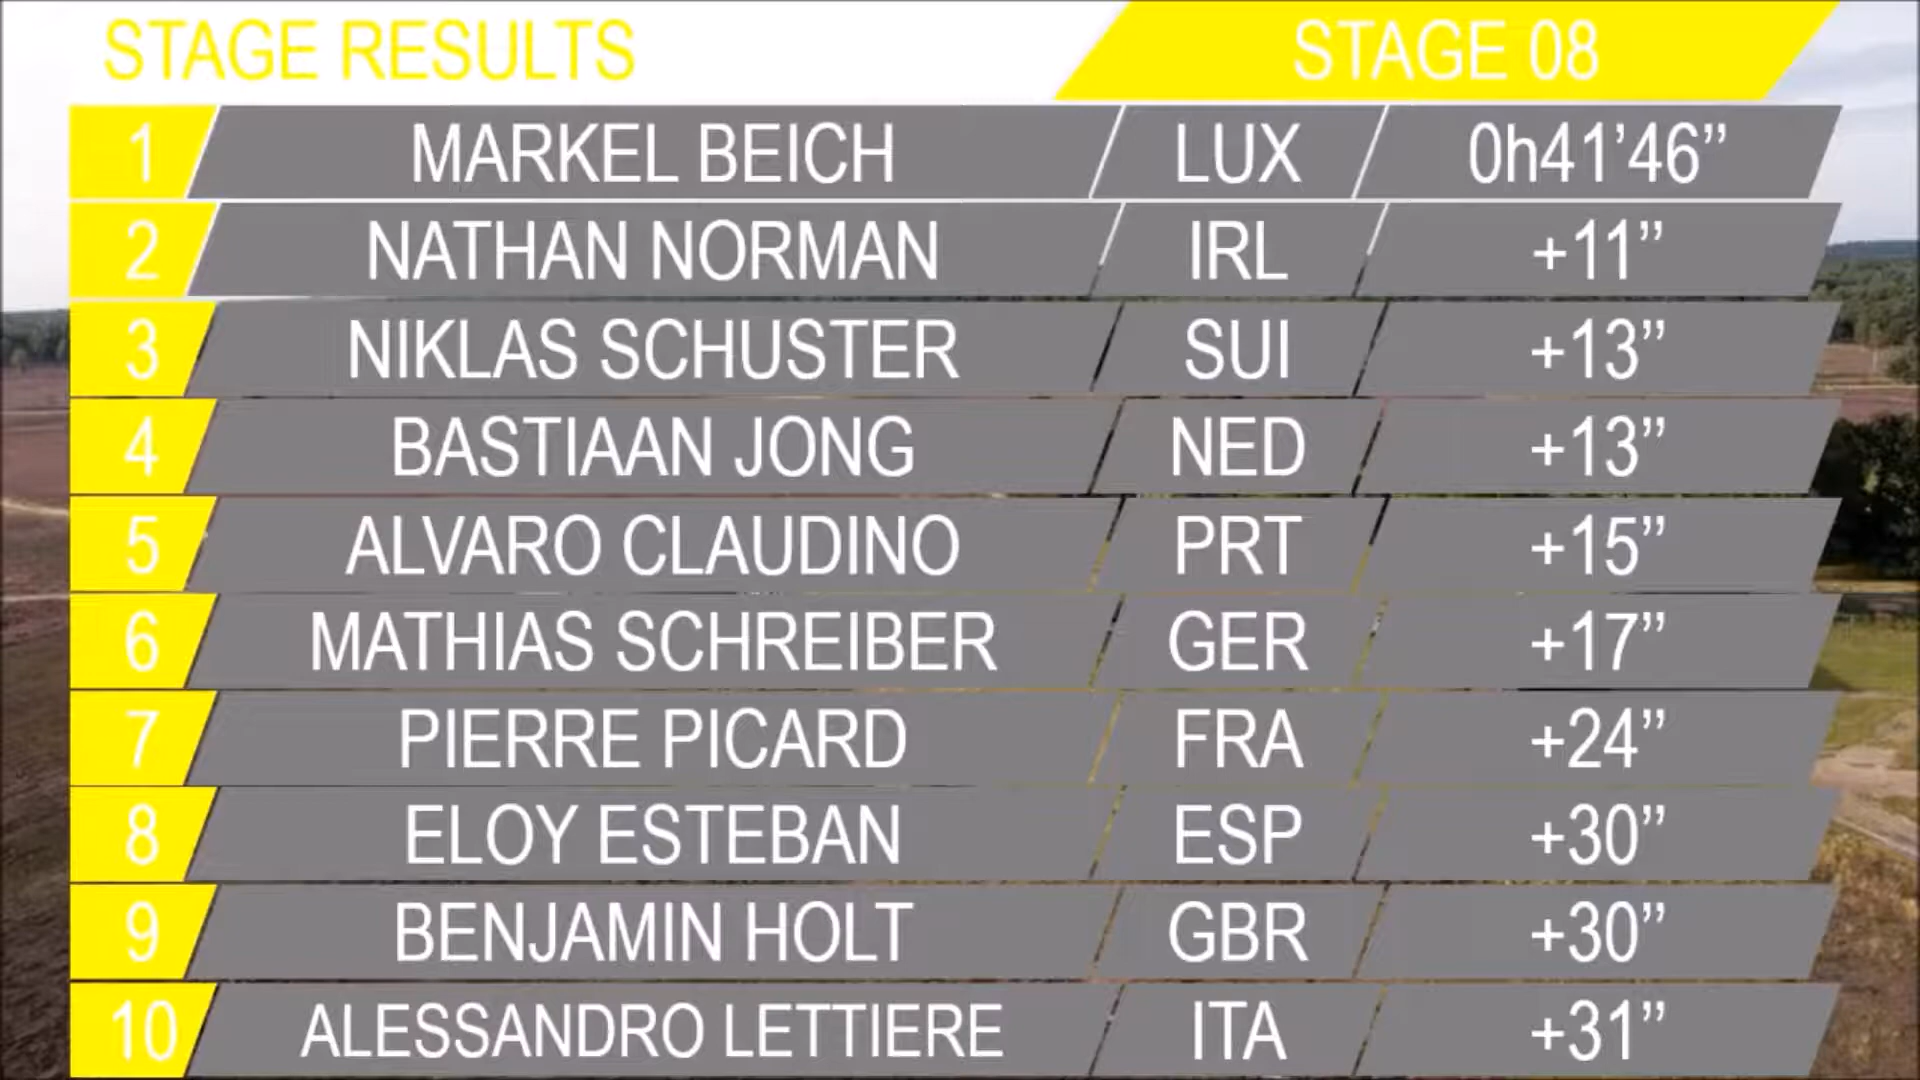 STAGE RESULTS STAGE 08
1 MARKEL BEICH LUX 0h41’46”
2 NATHAN NORMAN IRL +11”
3 NIKLAS SCHUSTER SUI +13”
4 BASTIAAN JONG NED +13”
5 ALVARO CLAUDINO PRT +15”
6 MATHIAS SCHREIBER GER +17”
7 PIERRE PICARD FRA +24”
8 ELOY ESTEBAN ESP +30”
9 BENJAMIN HOLT GBR +30”
10 ALESSANDRO LETTIERE ITA +31”